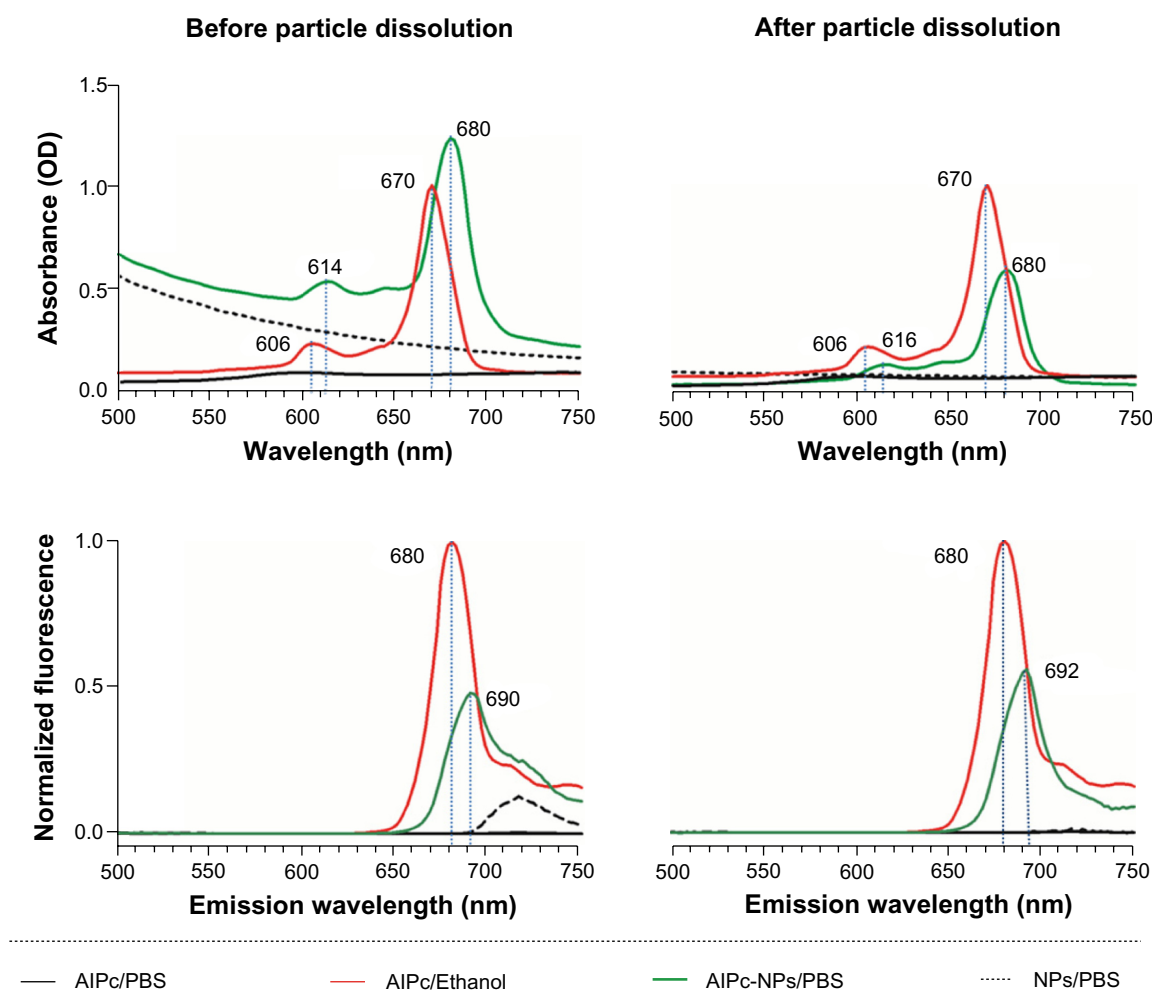 Before particle dissolution
After particle dissolution
Absorbance (OD)
1.5
1.0
0.5
0.0
680
670
614
606
500 550 600 650 700 750
Wavelength (nm)
670
680
606
616
500 550 600 650 700 750
Wavelength (nm)
Normalized fluorescence
1.0
0.5
0.0
680
690
500 550 600 650 700 750
Emission wavelength (nm)
680
692
500 550 600 650 700 750
Emission wavelength (nm)
AlPc/PBS
AlPc/Ethanol
AlPc-NPs/PBS
NPs/PBS